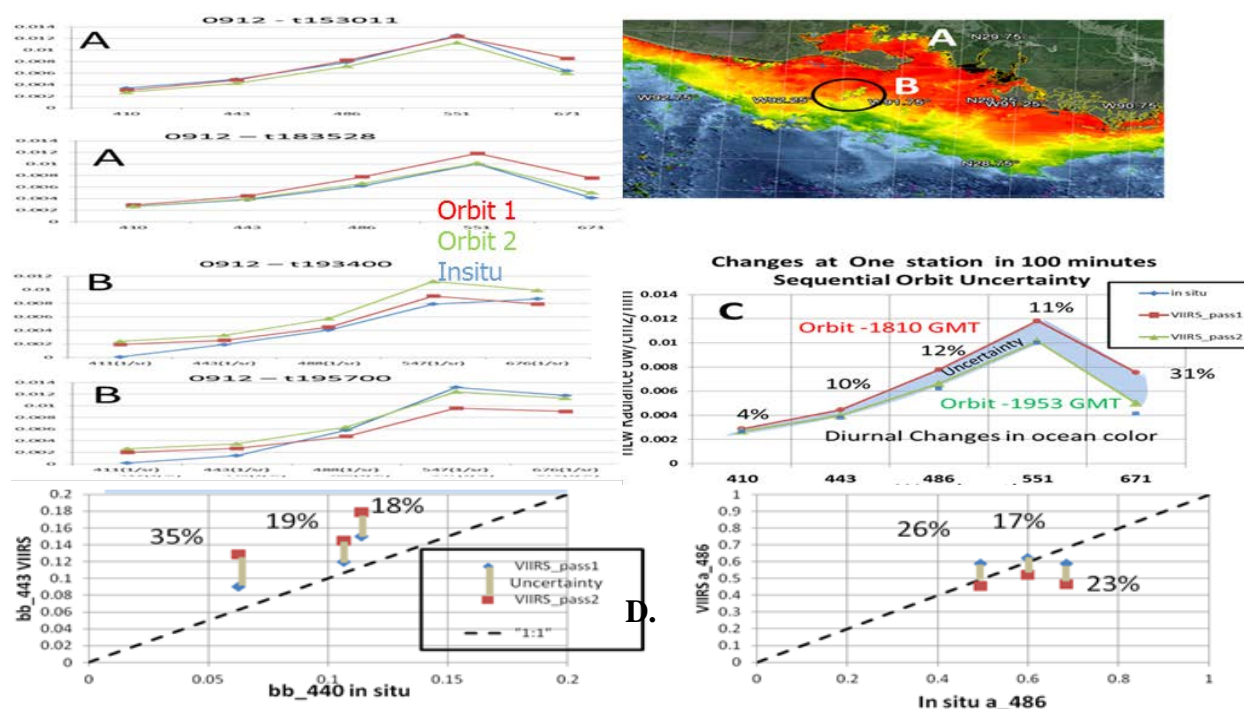 0912 - t153011
A
0.014
0.012
0.01
0.008
0.006
0.004
0.002
0
410 443 486 551 671
0912 - t183528
A
0.014
0.012
0.01
0.008
0.006
0.004
0.002
0
410 443 486 551 671
Orbit 1
Orbit 2
Insitu
0912 - t193400
B
0.012
0.01
0.008
0.006
0.004
0.002
0
411(1/sr) 443(1/sr) 488(1/sr) 547(1/sr) 676(1/sr)
0912 - t195700
B
0.014
0.012
0.01
0.008
0.006
0.004
0.002
0
411(1/sr) 443(1/sr) 488(1/sr) 547(1/sr) 676(1/sr)
A
N29.75
B
W92.75 W92.25 W91.75 W91.25 W90.75
N28.75
Changes at One station in 100 minutes
Sequential Orbit Uncertainty
C
0.014
0.012
0.01
0.008
0.006
0.004
0.002
0
11%
Orbit -1810 GMT
12%
Uncertainty
10%
31%
4%
Orbit -1953 GMT
Diurnal Changes in ocean color
410 443 486 551 671
in situ
VIIRS_pass1
VIIRS_pass2
bb_443 VIIRS
0.2
0.18
0.16
0.14
0.12
0.1
0.08
0.06
0.04
0.02
0
35%
19%
18%
VIIRS_pass1
Uncertainty
VIIRS_pass2
"1:1"
0 0.05 0.1 0.15 0.2
bb_440 in situ
D.
VIIRS a_486
1
0.9
0.8
0.7
0.6
0.5
0.4
0.3
0.2
0.1
0
26%
17%
23%
0 0.2 0.4 0.6 0.8 1
In situ a_486